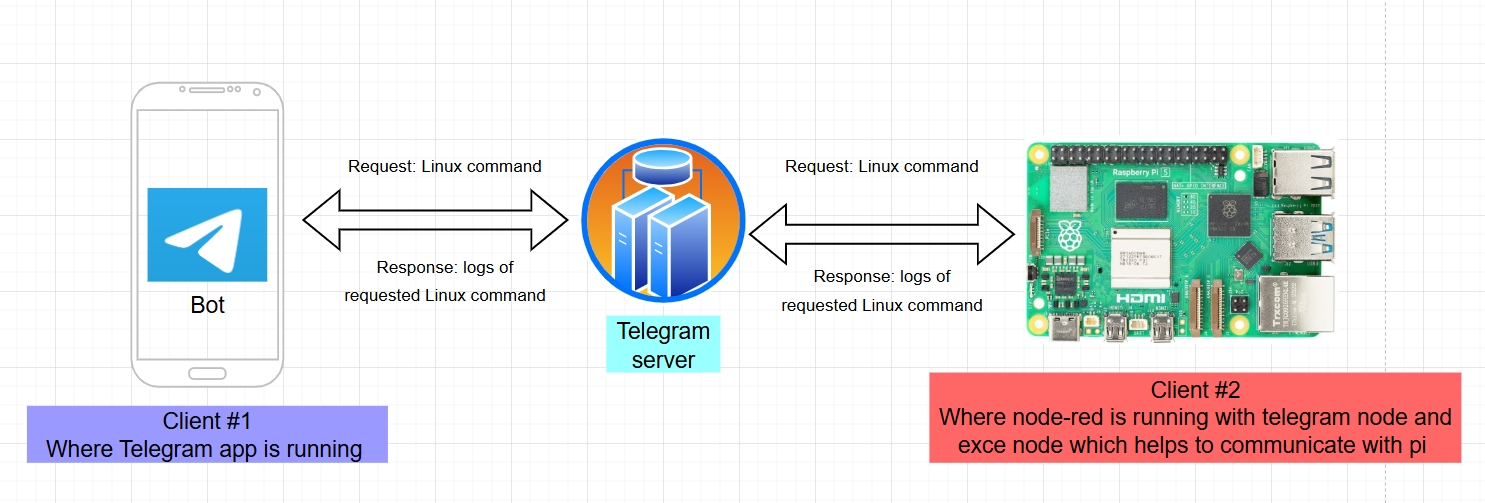 Request: Linux command
Response: logs of
requested Linux command
Bot
Client #1
Where Telegram app is running
Telegram
server
Request: Linux command
Response: logs of
requested Linux command
Raspberry Pi 5
HDMI
Trxcom
Client #2
Where node-red is running with telegram node and
exce node which helps to communicate with pi